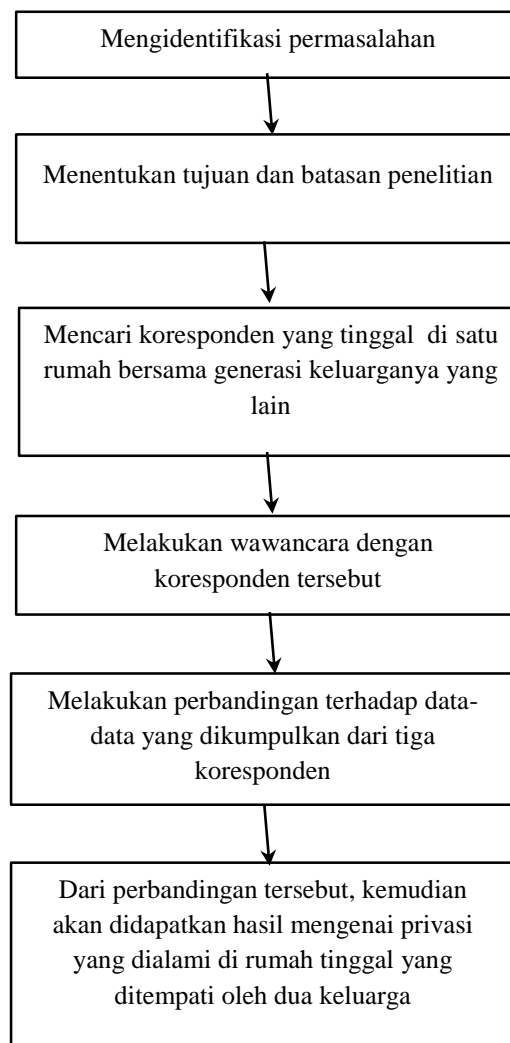 Mengidentifikasi permasalahan
Menentukan tujuan dan batasan penelitian
Mencari koresponden yang tinggal di satu
rumah bersama generasi keluarganya yang
lain
Melakukan wawancara dengan
koresponden tersebut
Melakukan perbandingan terhadap data-
data yang dikumpulkan dari tiga
koresponden
Dari perbandingan tersebut, kemudian
akan didapatkan hasil mengenai privasi
yang dialami di rumah tinggal yang
ditempati oleh dua keluarga